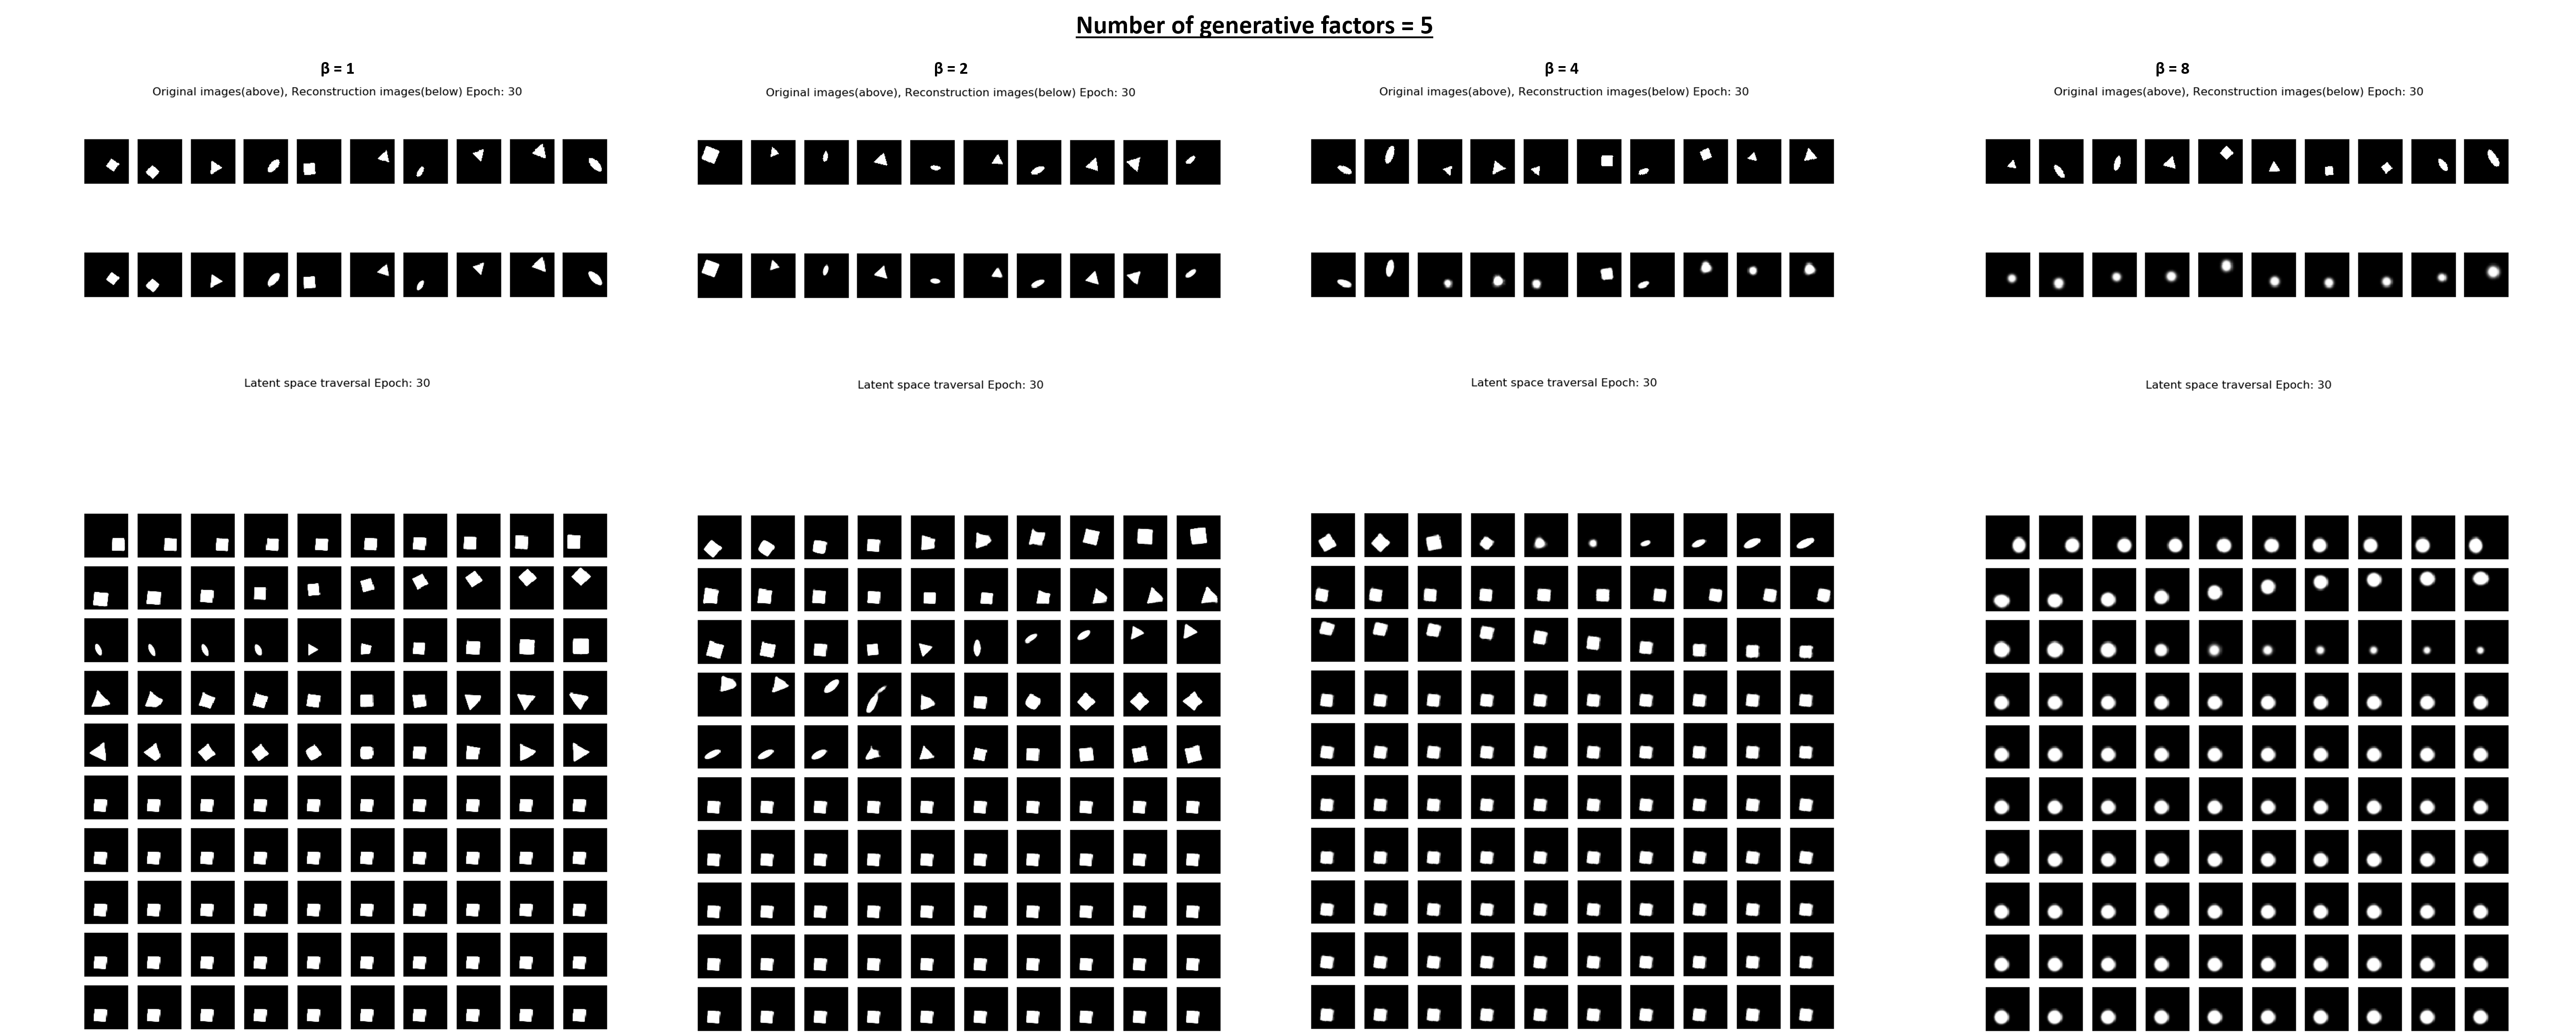 Number of generative factors = 5
β = 1
Original images(above), Reconstruction images(below) Epoch: 30
Latent space traversal Epoch: 30
β = 2
Original images(above), Reconstruction images(below) Epoch: 30
Latent space traversal Epoch: 30
β = 4
Original images(above), Reconstruction images(below) Epoch: 30
Latent space traversal Epoch: 30
β = 8
Original images(above), Reconstruction images(below) Epoch: 30
Latent space traversal Epoch: 30